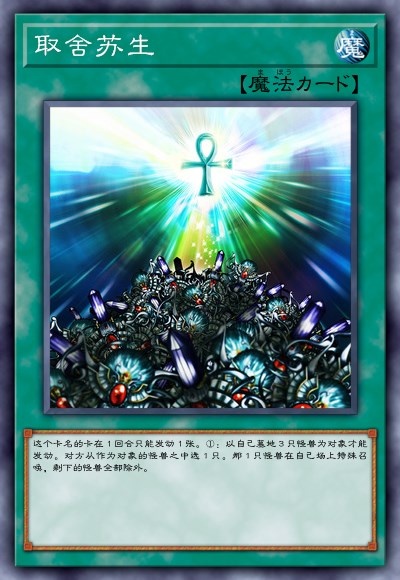 取舍苏生
魔
【魔法カード】
ま ほう
这个卡名的卡在1回合只能发动1张。①：以自己墓地3只怪兽为对象才能
发动。对方从作为对象的怪兽之中选1只。那1只怪兽在自己场上特殊召
唤，剩下的怪兽全部除外。